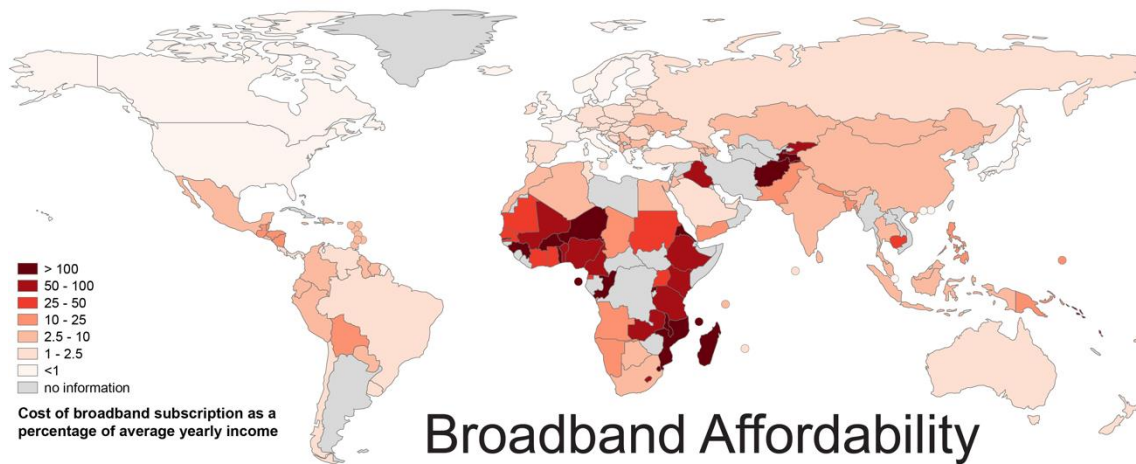 > 100
50 - 100
25 - 50
10 - 25
2.5 - 10
1 - 2.5
<1
no information
Cost of broadband subscription as a
percentage of average yearly income
Broadband Affordability